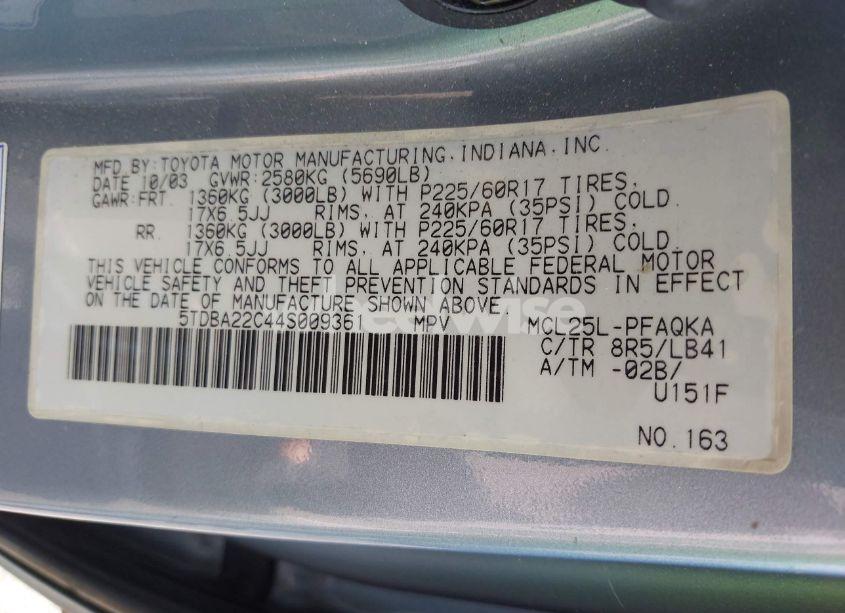 MFD.BY:TOYOTA MOTOR MANUFACTURING,INDIANA,INC.
DATE 10/03 GVWR:2580KG (5690LB)
GAWR:FRT. 1360KG (3000LB) WITH P225/60R17 TIRES,
17X6.5JJ RIMS, AT 240KPA (35PSI) COLD.
RR. 1360KG (3000LB) WITH P225/60R17 TIRES,
17X6.5JJ RIMS, AT 240KPA (35PSI) COLD.
THIS VEHICLE CONFORMS TO ALL APPLICABLE FEDERAL MOTOR
VEHICLE SAFETY AND THEFT PREVENTION STANDARDS IN EFFECT
ON THE DATE OF MANUFACTURE SHOWN ABOVE.
5TDBA22C44S009361 MPV MCL25L-PFAQKA
C/TR 8R5/LB41
A/TM -02B/
U151F
NO.163